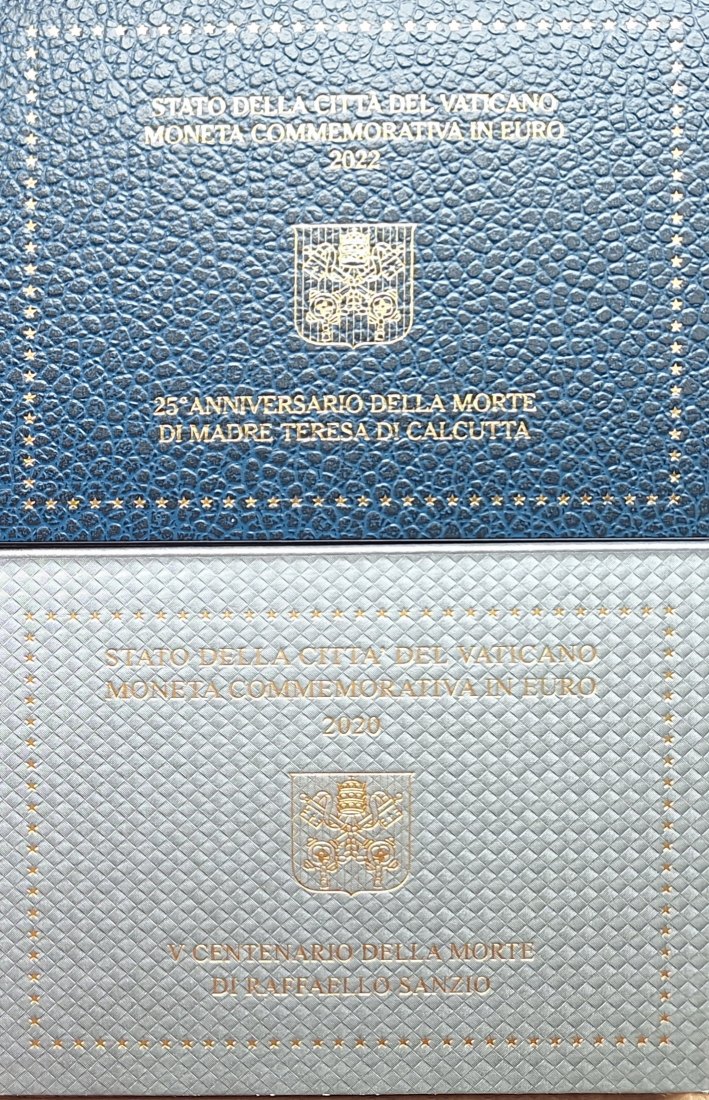 STATO DELLA CITTÀ DEL VATICANO
MONETA COMMEMORATIVA IN EURO
2022
25° ANNIVERSARIO DELLA MORTE
DI MADRE TERESA DI CALCUTTA
STATO DELLA CITTA' DEL VATICANO
MONETA COMMEMORATIVA IN EURO
2020
V CENTENARIO DELLA MORTE
DI RAFFAELLO SANZIO